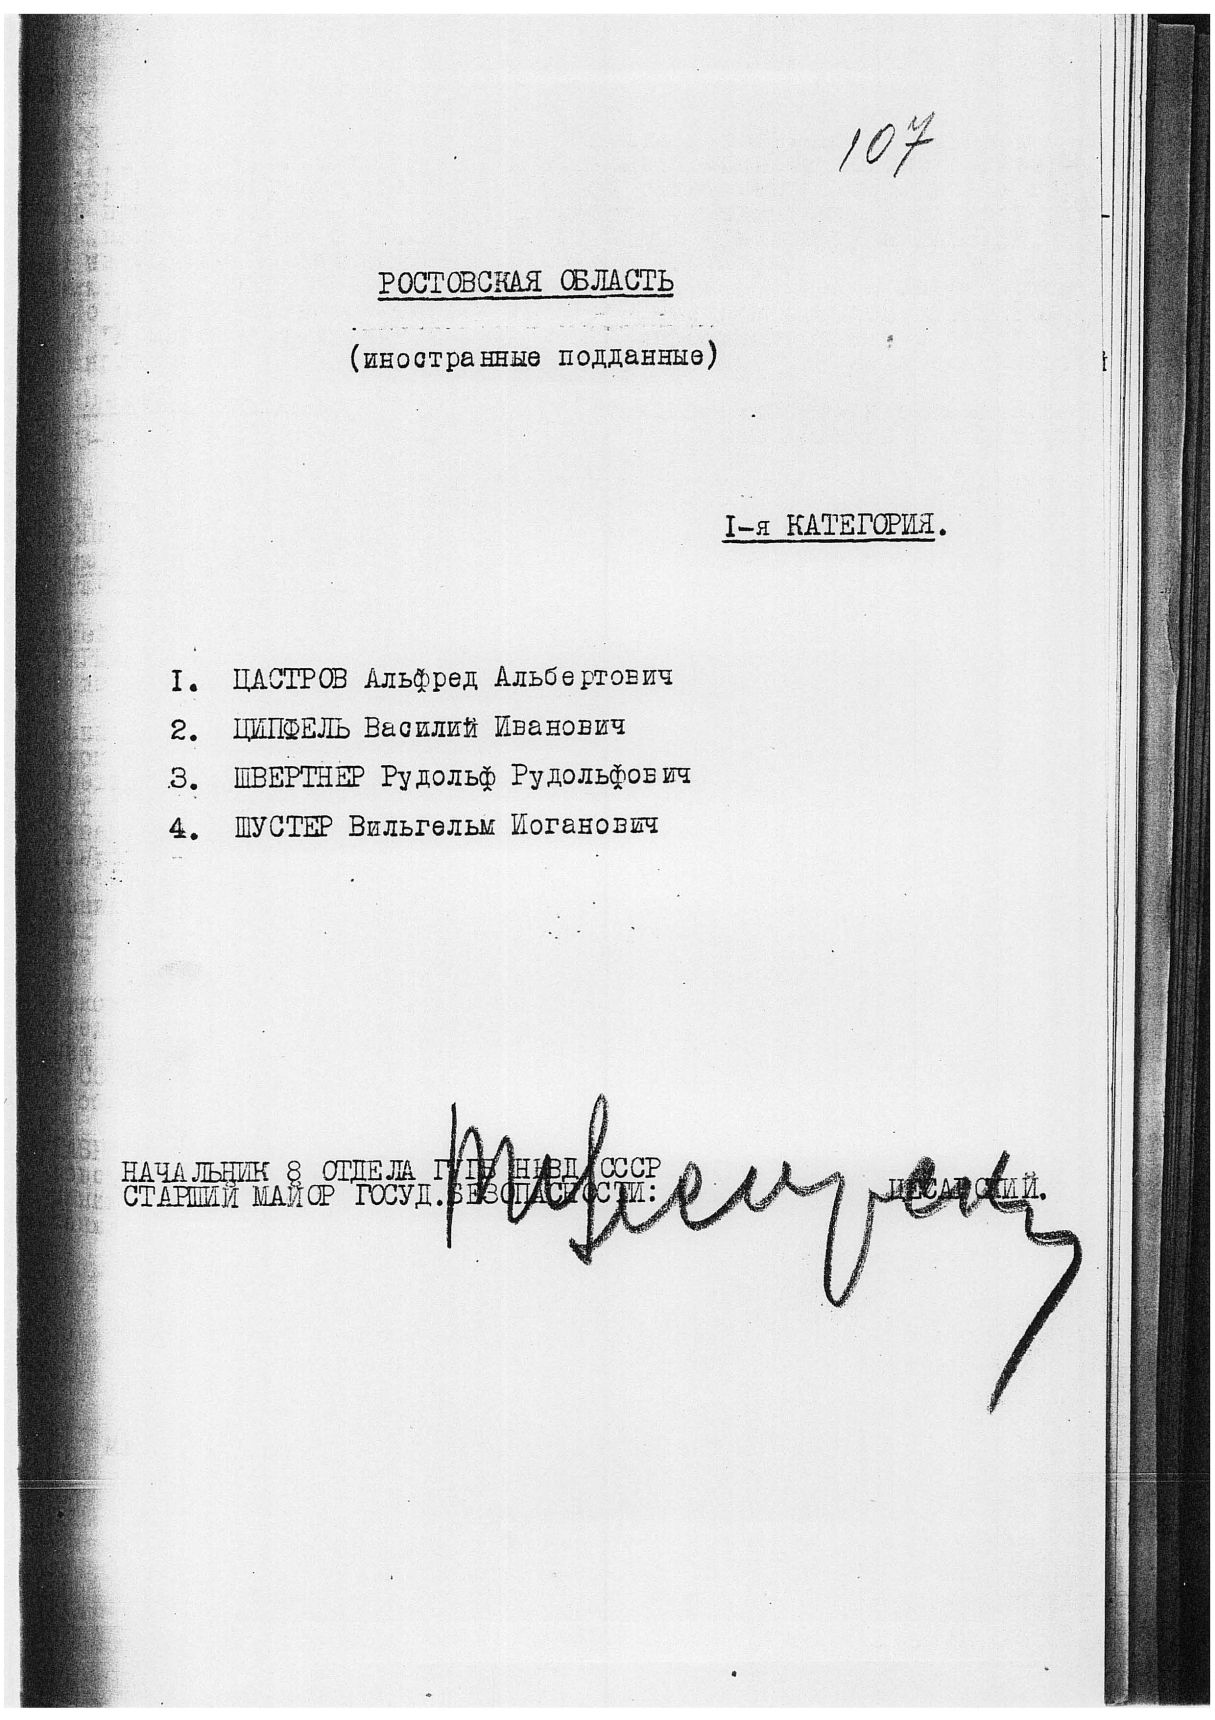 107
РОСТОВСКАЯ ОБЛАСТЬ
(иностранные подданные)
I-я КАТЕГОРИЯ.
I. ЦАСТРОВ Альфред Альбертович
2. ЦИПФЕЛЬ Василий Иванович
3. ШВЕРТНЕР Рудольф Рудольфович
4. ШУСТЕР Вильгельм Иоганович
НАЧАЛЬНИК 8 ОТДЕЛА ГУГБ НКВД СССР
СТАРШИЙ МАЙОР ГОСУД.БЕЗОПАСНОСТИ: ЦЕСАРСКИЙ.